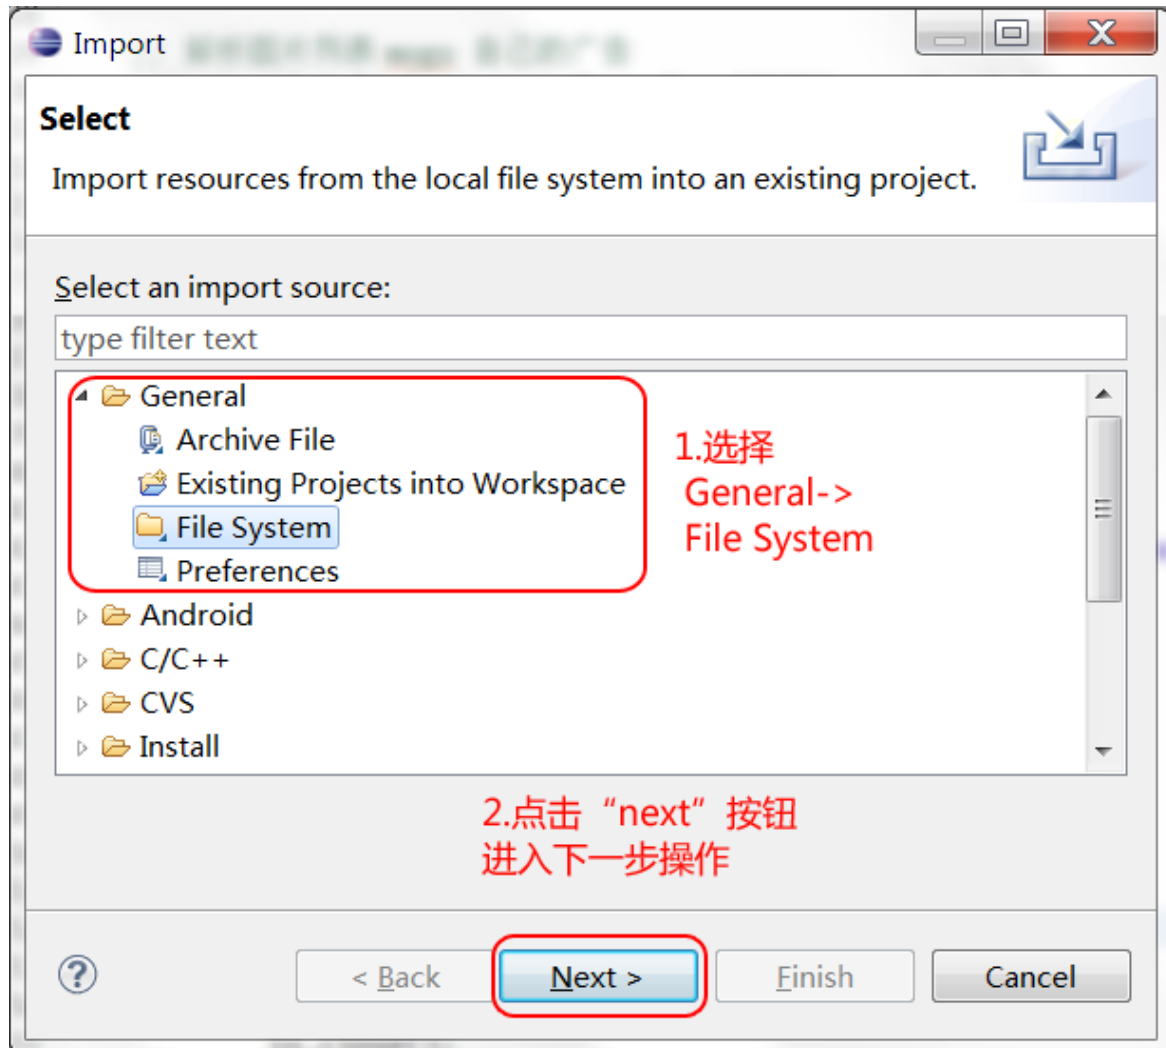 Import
Select
Import resources from the local file system into an existing project.
Select an import source:
type filter text
General
Archive File
Existing Projects into Workspace
File System
Preferences
Android
C/C++
CVS
Install
1.选择
General->
File System
2.点击“next”按钮
进入下一步操作
?
< Back
Next >
Finish
Cancel